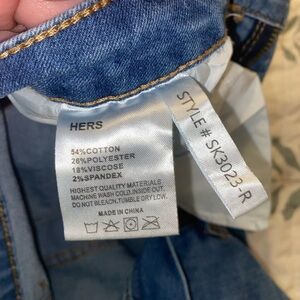 HERS
54%COTTON
26%POLYESTER
18%VISCOSE
2%SPANDEX
HIGHEST QUALITY MATERIALS
MACHINE WASH COLD.INSIDE OUT.
DO NOT BLEACH.TUMBLE DRY LOW.
MADE IN CHINA
STYLE # SK3023-R